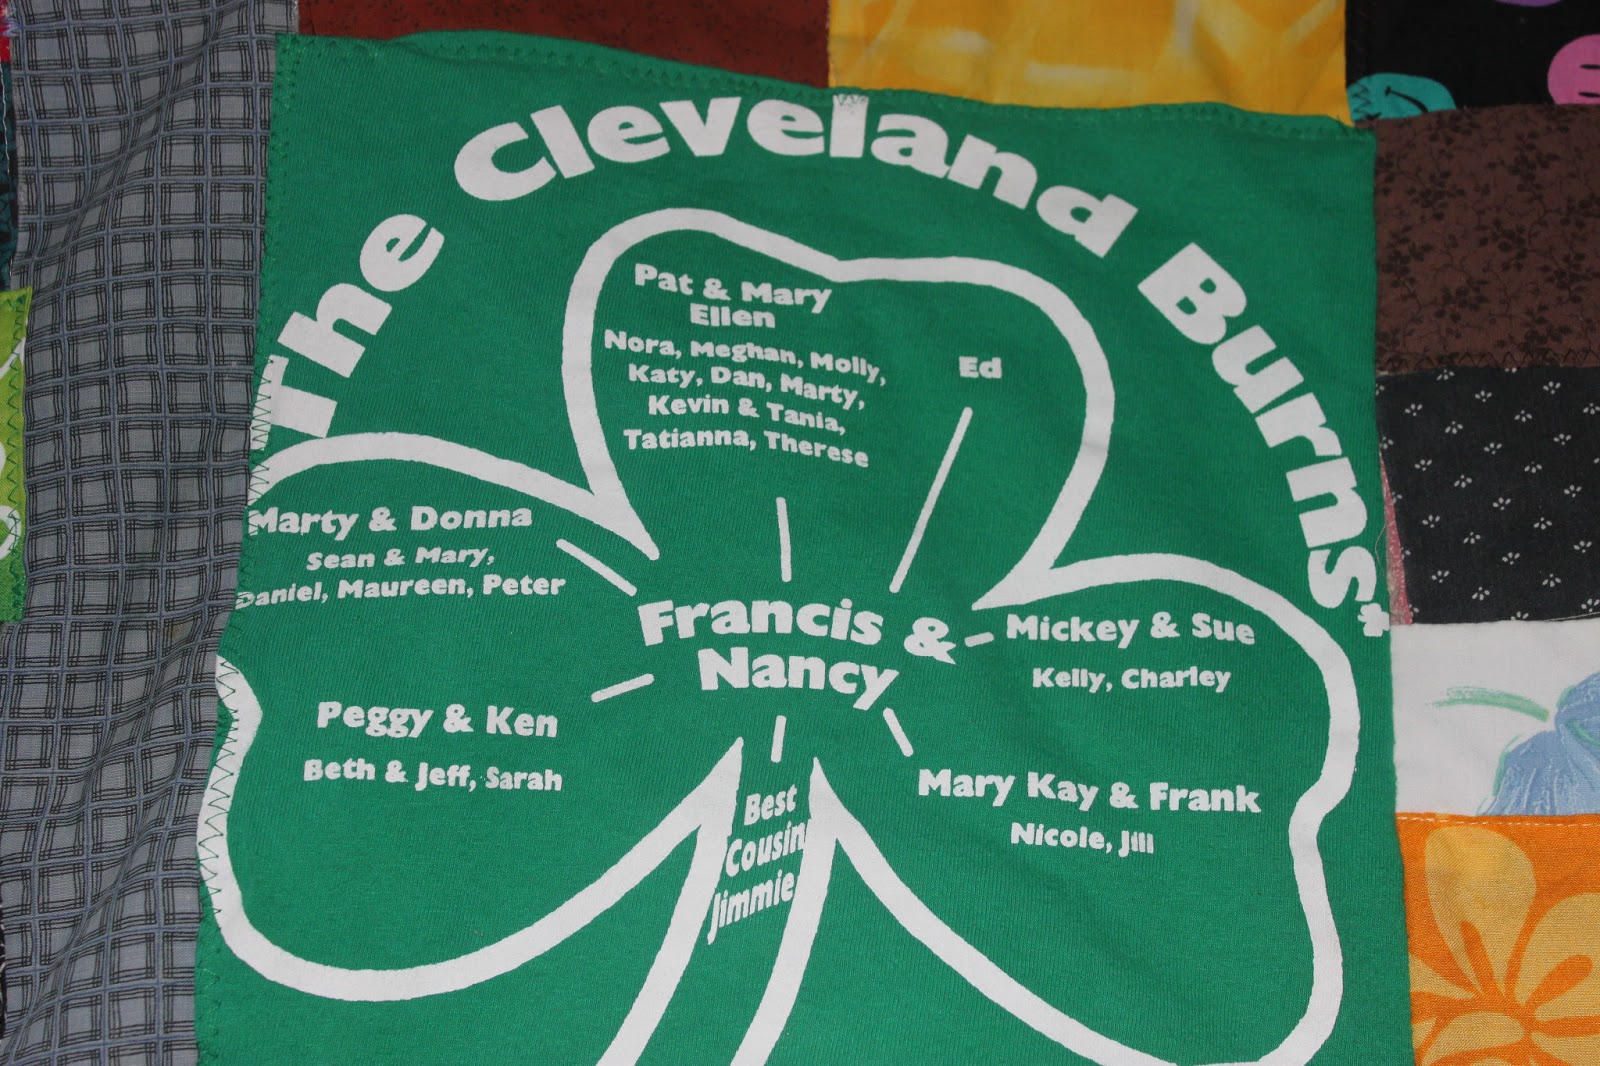 The Cleveland Burns*
Pat & Mary
Ellen
Nora, Meghan, Molly,
Katy, Dan, Marty,
Kevin & Tania,
Tatianna, Therese
Ed
Marty & Donna
Sean & Mary,
Daniel, Maureen, Peter
Francis &
Nancy
Mickey & Sue
Kelly, Charley
Peggy & Ken
Beth & Jeff, Sarah
Mary Kay & Frank
Nicole, Jill
Best
Cousin
Jimmie